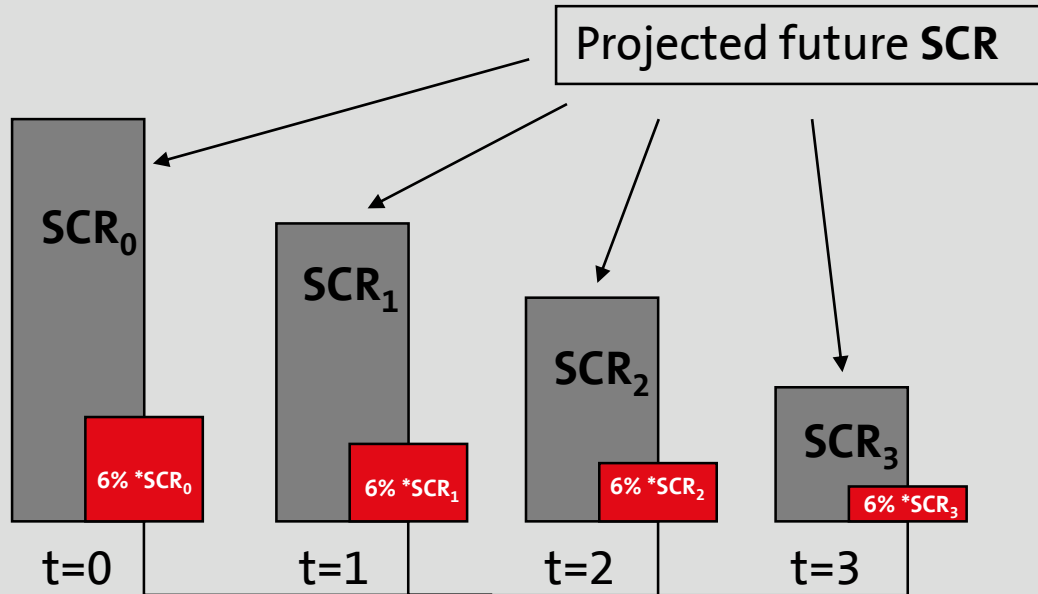 Projected future SCR
SCR₀
SCR₁
SCR₂
SCR₃
6% *SCR₀
6% *SCR₁
6% *SCR₂
6% *SCR₃
t=0
t=1
t=2
t=3